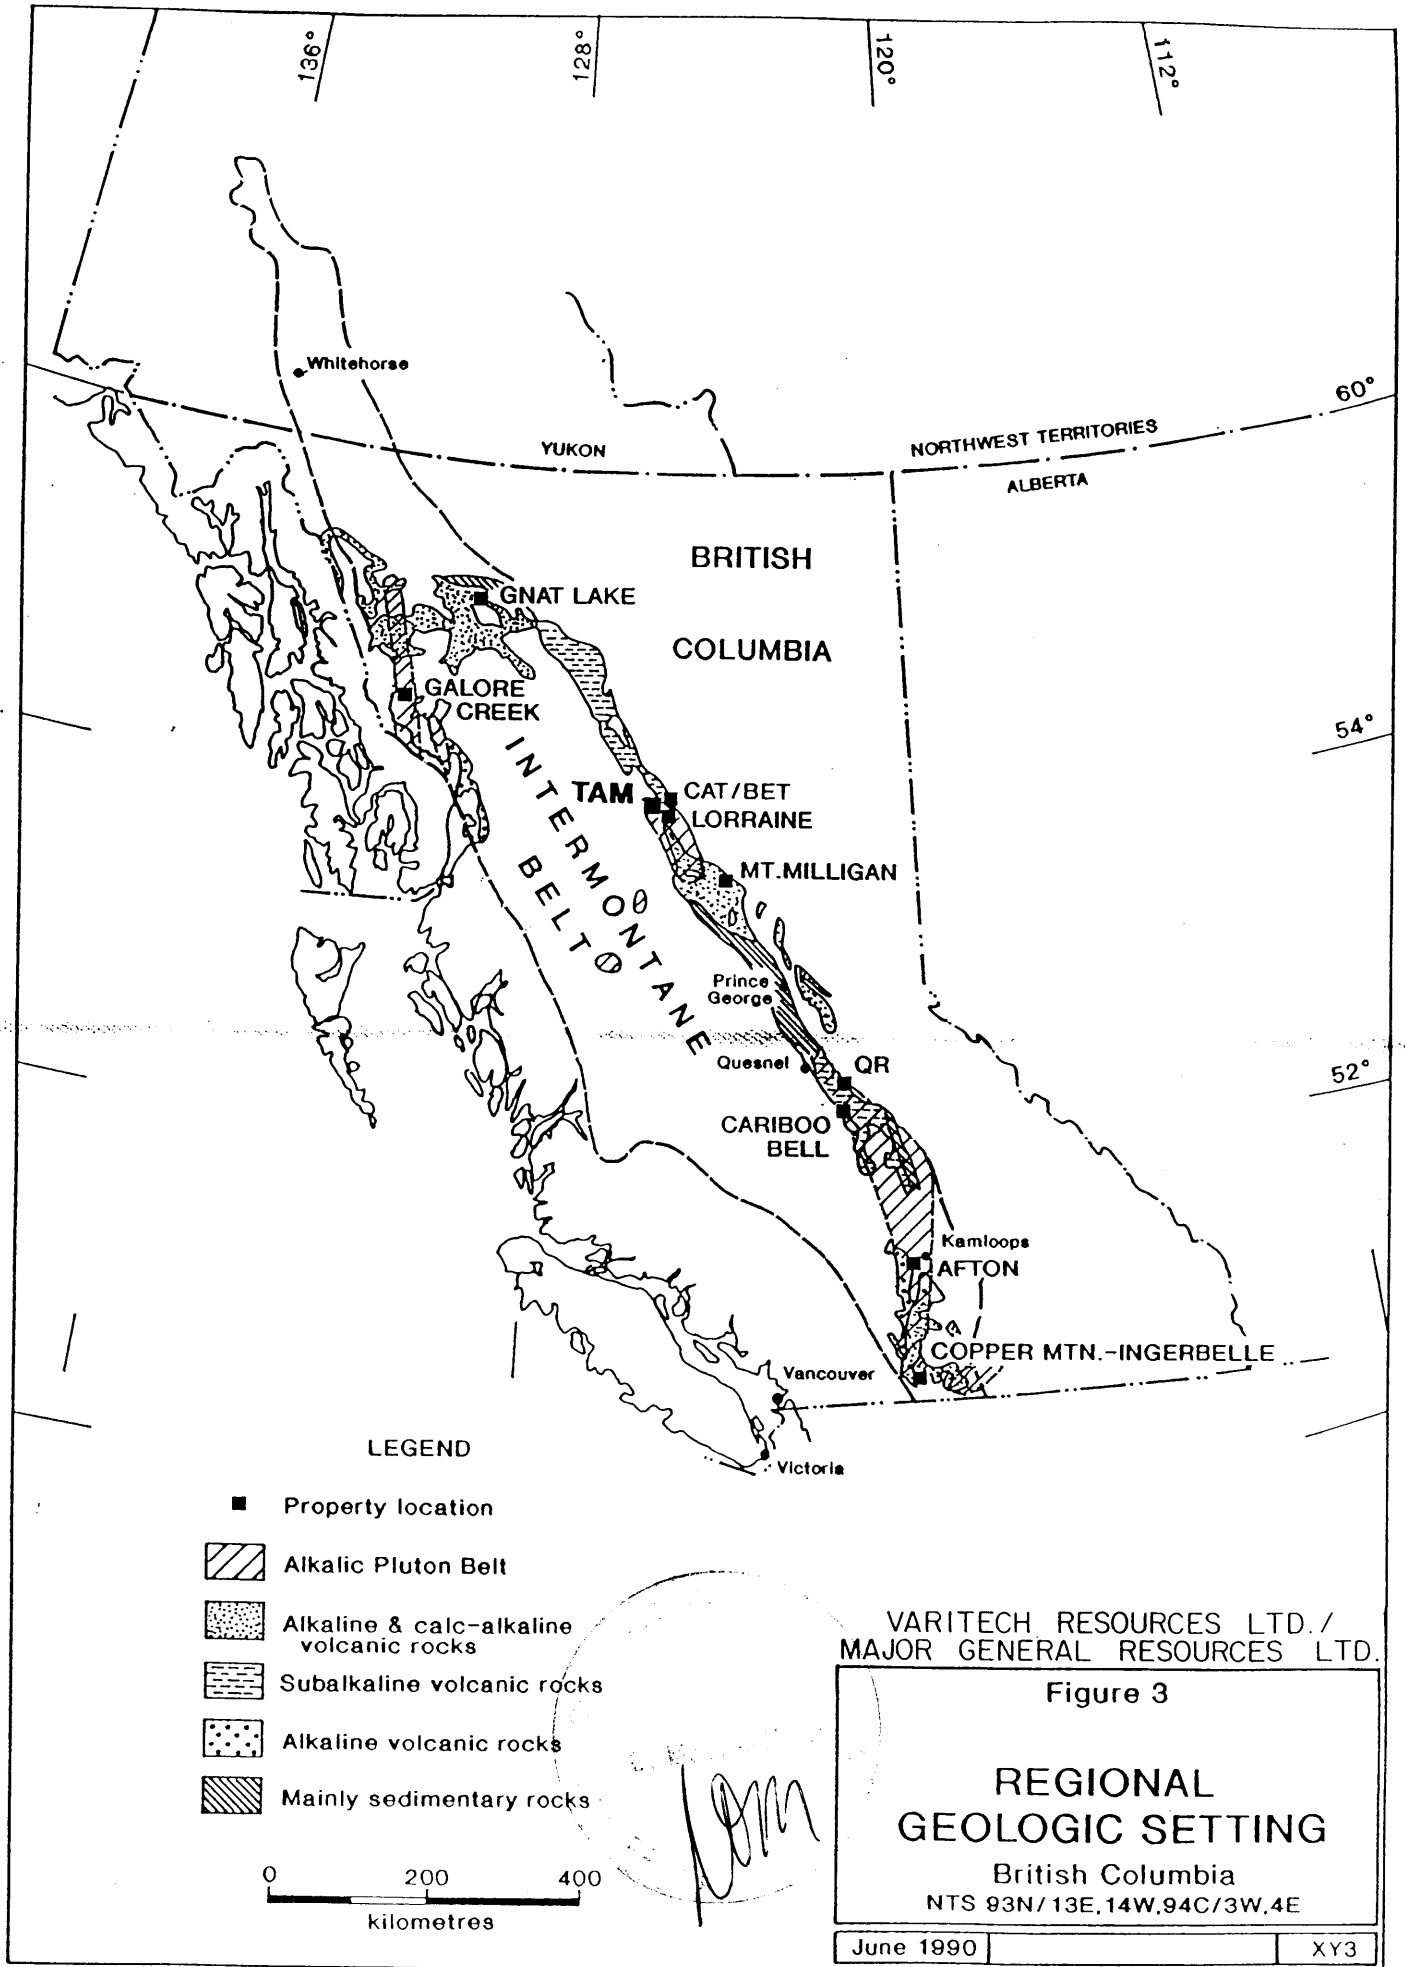 136°
128°
120°
112°
Whitehorse
60°
YUKON
NORTHWEST TERRITORIES
ALBERTA
BRITISH
COLUMBIA
GNAT LAKE
GALORE
CREEK
54°
INTERMONTANE
BELT
TAM
CAT/BET
LORRAINE
MT.MILLIGAN
Prince
George
Quesnel
QR
52°
CARIBOO
BELL
Kamloops
AFTON
COPPER MTN.-INGERBELLE
Vancouver
Victoria
LEGEND
Property location
Alkalic Pluton Belt
Alkaline & calc-alkaline
volcanic rocks
Subalkaline volcanic rocks
Alkaline volcanic rocks
Mainly sedimentary rocks
0 200 400
kilometres
VARITECH RESOURCES LTD./
MAJOR GENERAL RESOURCES LTD.
Figure 3
REGIONAL
GEOLOGIC SETTING
British Columbia
NTS 93N/13E,14W,94C/3W,4E
June 1990
XY3